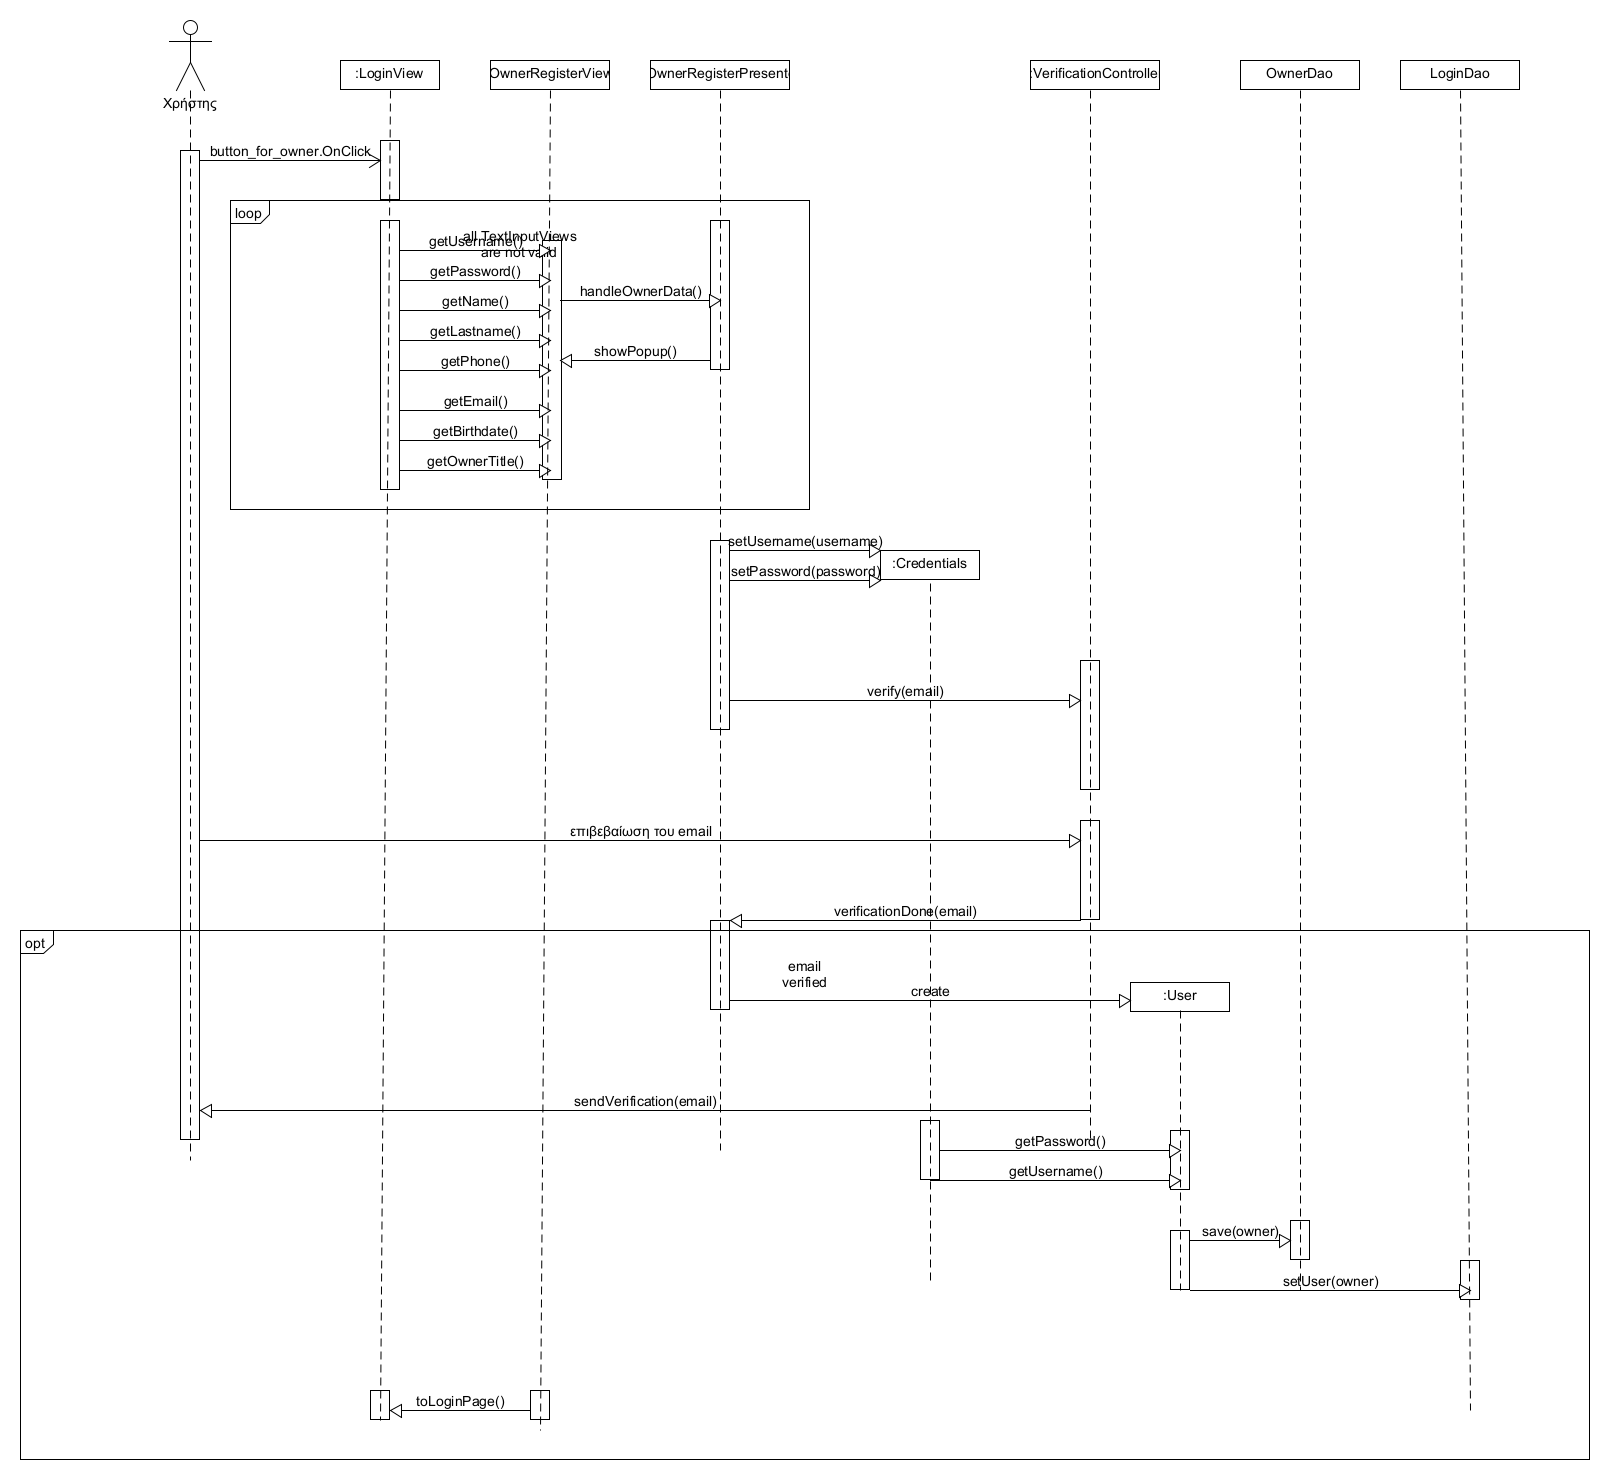 :LoginView
OwnerRegisterView
OwnerRegisterPresent
:VerificationControlle
OwnerDao
LoginDao
Χρήστης
button_for_owner.OnClick
loop
all TextInputViews
are not valid
getUsername()
getPassword()
handleOwnerData()
getName()
getLastname()
showPopup()
getPhone()
getEmail()
getBirthdate()
getOwnerTitle()
setUsername(username)
:Credentials
setPassword(password)
verify(email)
επιβεβαίωση του email
verificationDone(email)
opt
email
verified
create
:User
sendVerification(email)
getPassword()
getUsername()
save(owner)
setUser(owner)
toLoginPage()